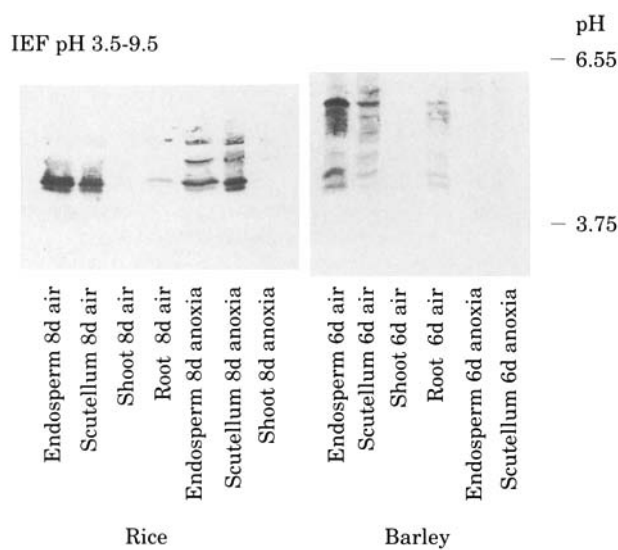 IEF pH 3.5-9.5
pH
— 6.55
— 3.75
Endosperm 8d air
Scutellum 8d air
Shoot 8d air
Root 8d air
Endosperm 8d anoxia
Scutellum 8d anoxia
Shoot 8d anoxia
Endosperm 6d air
Scutellum 6d air
Shoot 6d air
Root 6d air
Endosperm 6d anoxia
Scutellum 6d anoxia
Rice
Barley